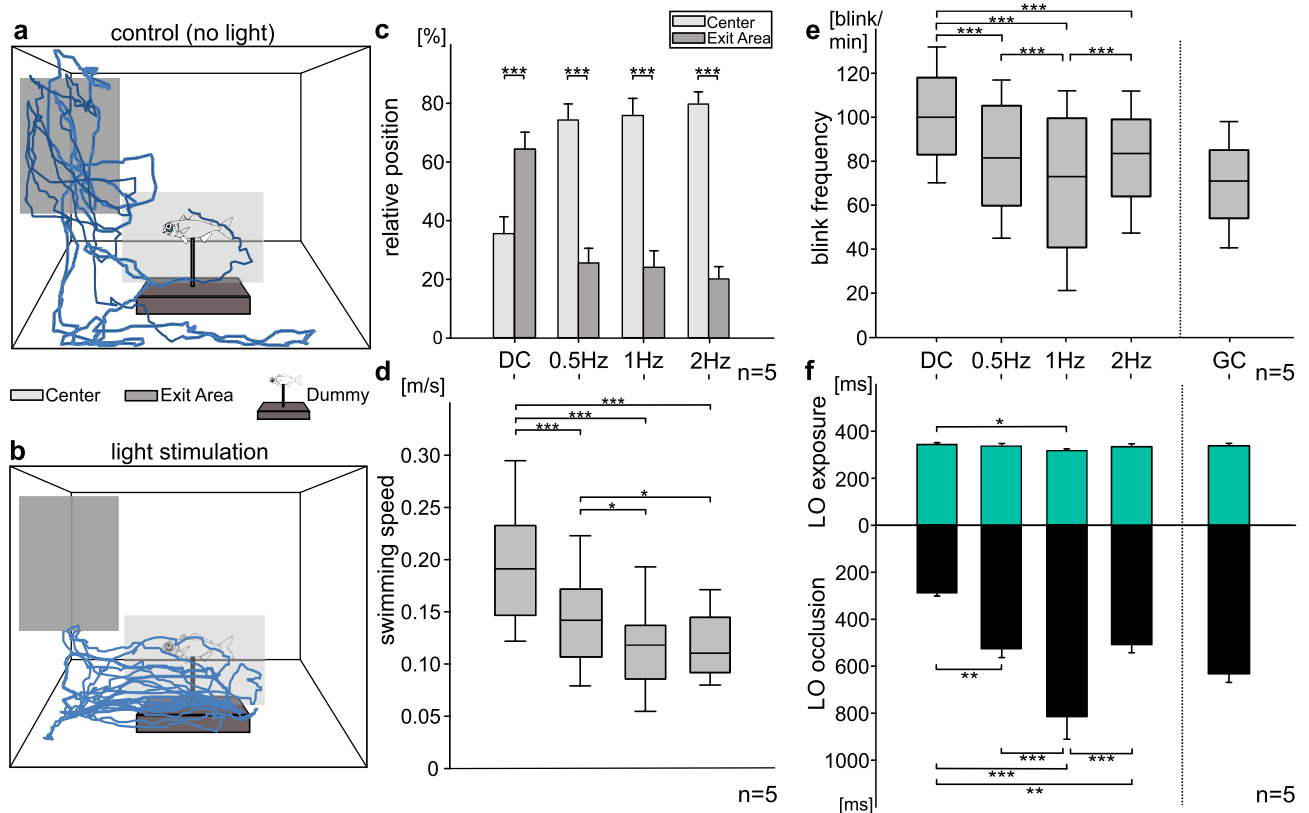 a
control (no light)
Center
Exit Area
Dummy
b
light stimulation
c
[%]
Center
Exit Area
***
***
***
***
80
60
40
20
0
relative position
DC
0.5Hz
1Hz
2Hz
n=5
d
[m/s]
***
***
***
*
*
0.30
0.25
0.20
0.15
0.10
0.05
0
swimming speed
n=5
e
[blink/
min]
***
***
***
***
***
120
100
80
60
40
20
0
blink frequency
DC
0.5Hz
1Hz
2Hz
GC
n=5
f
[ms]
*
400
200
0
200
400
600
800
1000
[ms]
LO exposure
LO occlusion
**
***
***
***
**
n=5